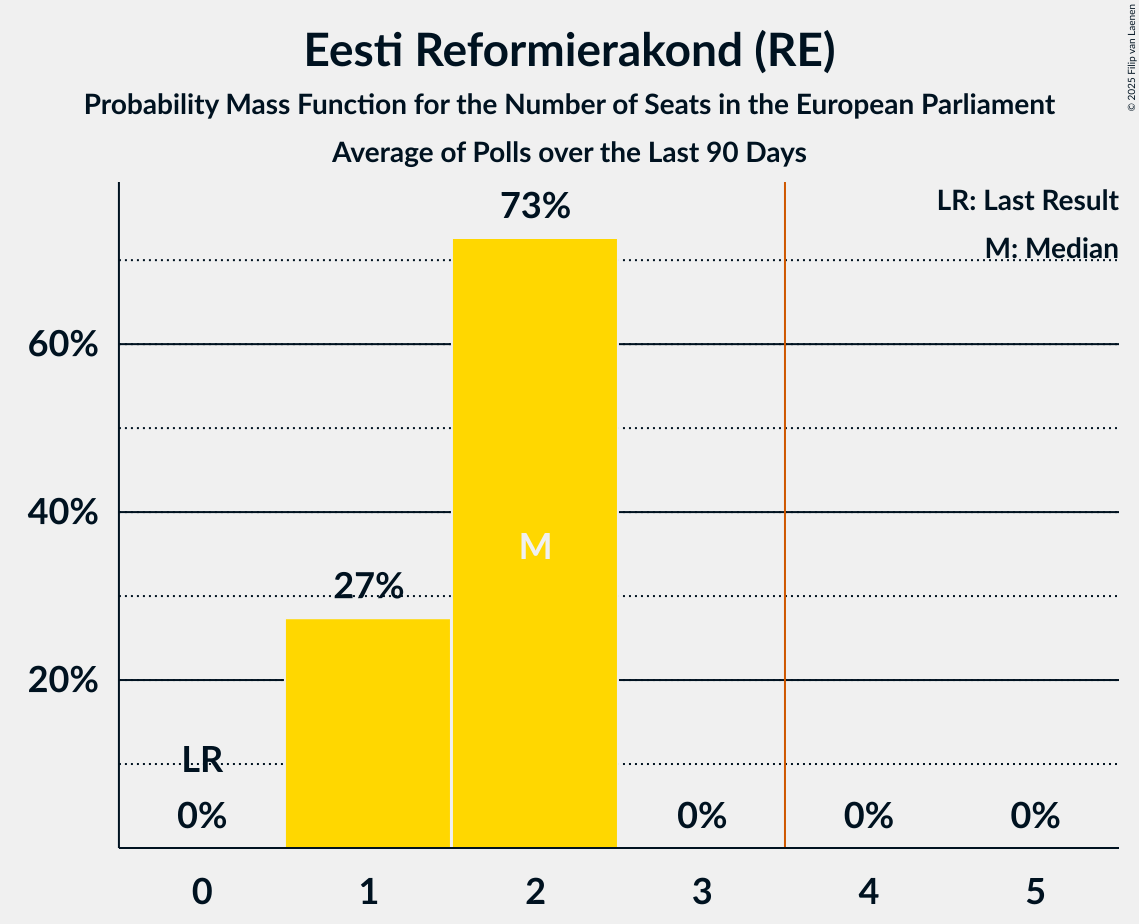 Eesti Reformierakond (RE)
Probability Mass Function for the Number of Seats in the European Parliament
Average of Polls over the Last 90 Days
© 2025 Filip van Laenen
LR: Last Result
M: Median
73%
60%
40%
M
27%
20%
LR
0%
0%
0%
0%
0 1 2 3 4 5